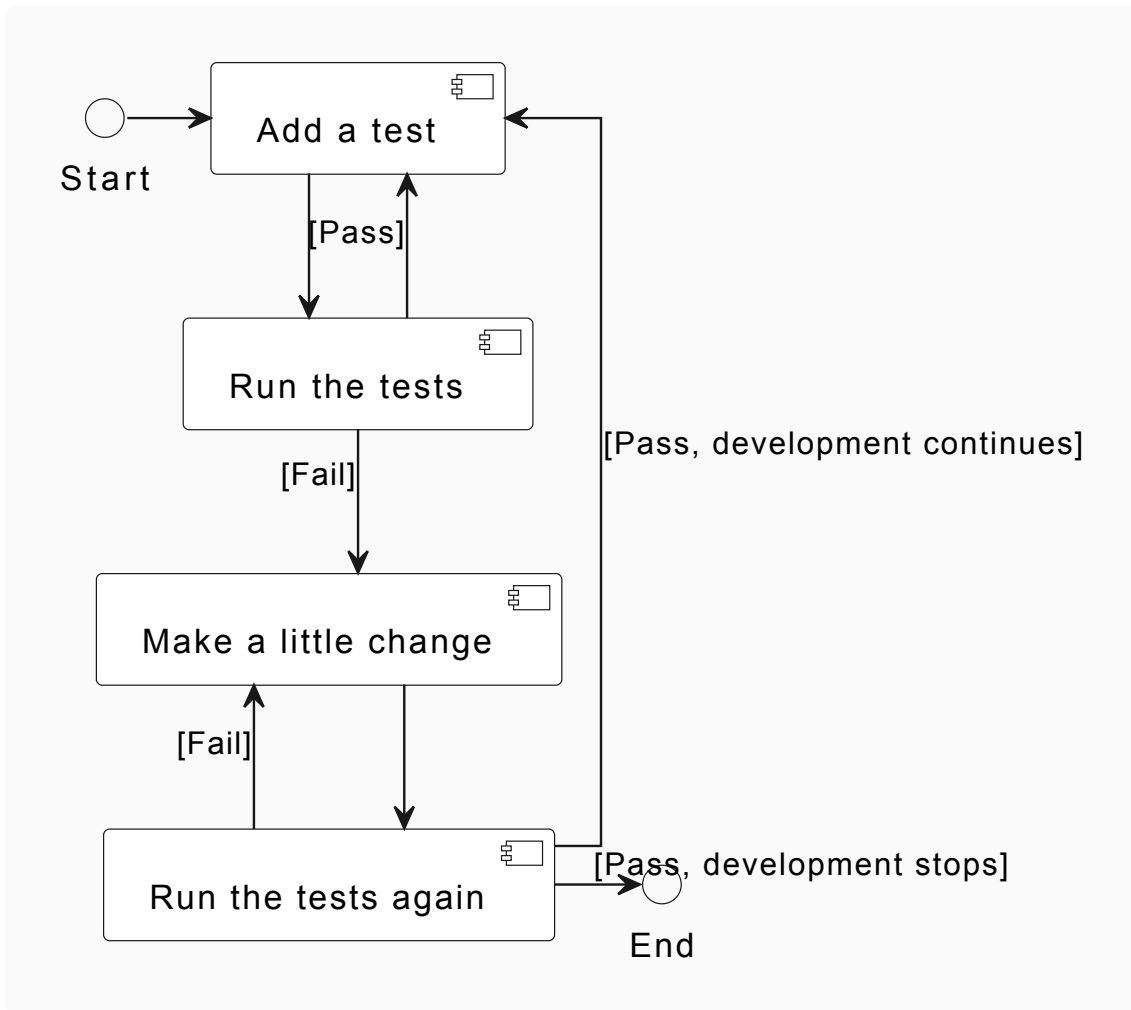 Add a test
Start
[Pass]
Run the tests
[Fail]
[Pass, development continues]
Make a little change
[Fail]
[Pass, development stops]
Run the tests again
End